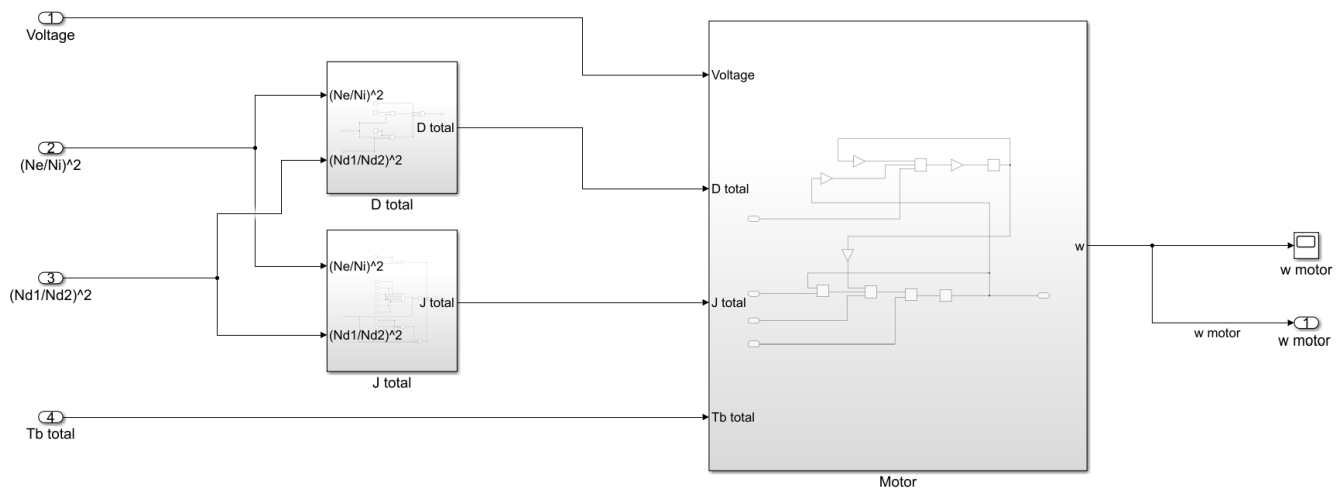 1
Voltage
2
(Ne/Ni)^2
3
(Nd1/Nd2)^2
4
Tb total
(Ne/Ni)^2
D total
(Nd1/Nd2)^2
D total
(Ne/Ni)^2
J total
(Nd1/Nd2)^2
J total
Voltage
D total
J total
Tb total
w
Motor
w motor
w motor
1
w motor